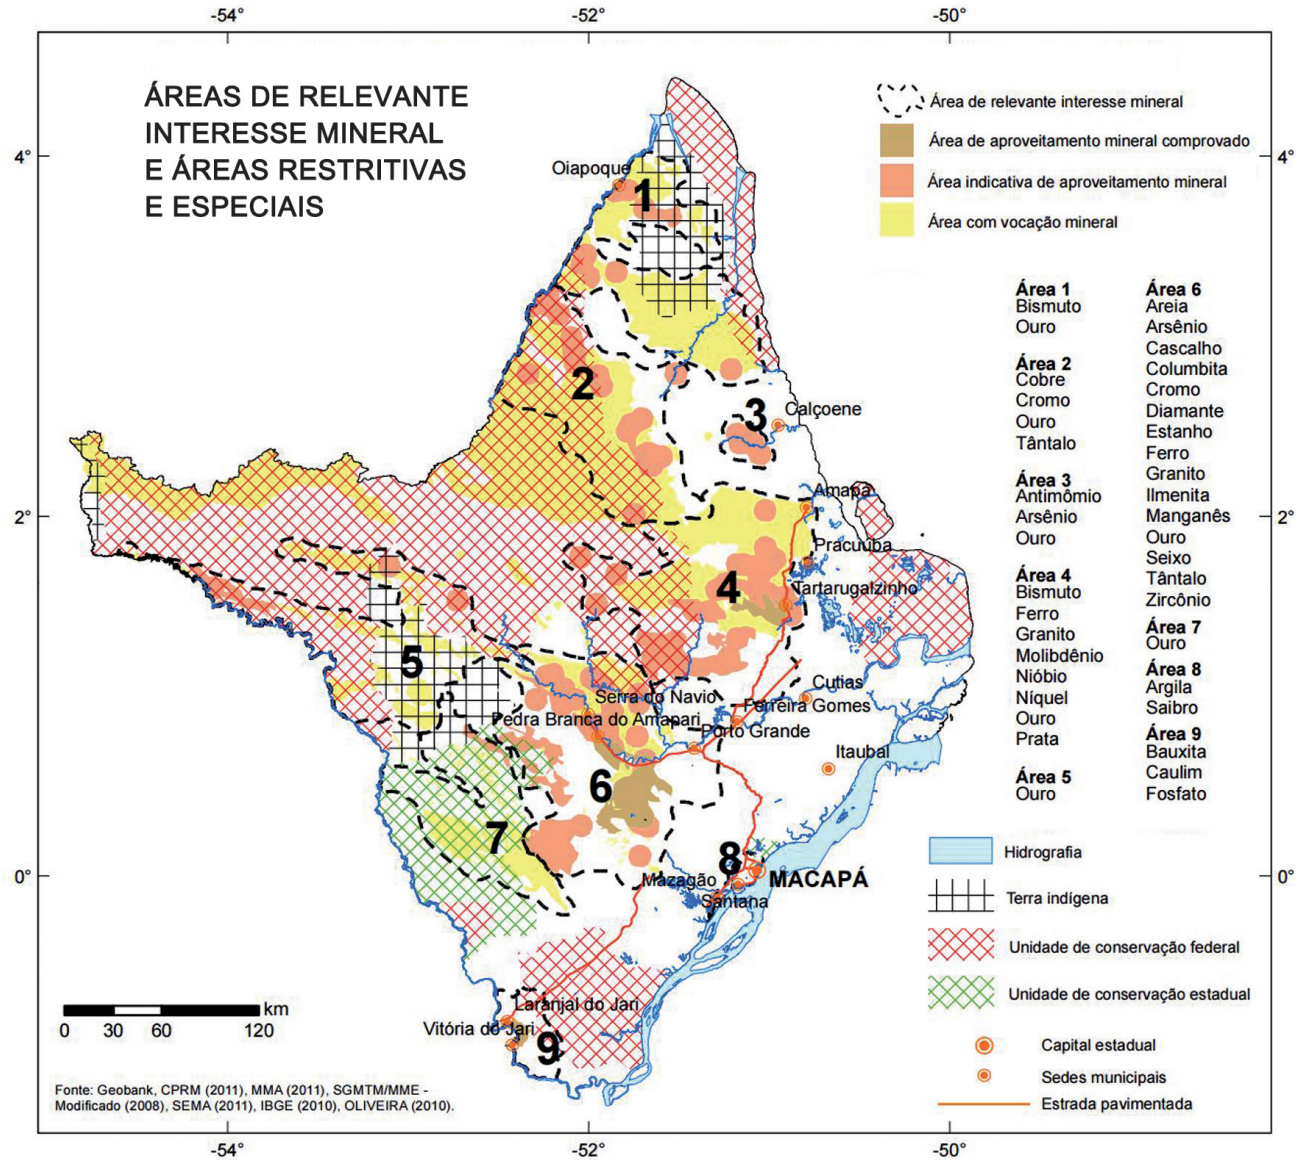 -54°
-52°
-50°
ÁREAS DE RELEVANTE
INTERESSE MINERAL
E ÁREAS RESTRITIVAS
E ESPECIAIS
Área de relevante interesse mineral
Área de aproveitamento mineral comprovado
Área indicativa de aproveitamento mineral
Área com vocação mineral
4°
4°
Oiapoque
1
Área 1
Bismuto
Ouro
Área 2
Cobre
Cromo
Ouro
Tântalo
Área 3
Antimômio
Arsênio
Ouro
Área 4
Bismuto
Ferro
Granito
Molibdênio
Nióbio
Níquel
Ouro
Prata
Área 5
Ouro
Área 6
Areia
Arsênio
Cascalho
Columbita
Cromo
Diamante
Estanho
Ferro
Granito
Ilmenita
Manganês
Ouro
Seixo
Tântalo
Zircônio
Área 7
Ouro
Área 8
Argila
Saibro
Área 9
Bauxita
Caulim
Fosfato
2
3
Calçoene
2°
2°
Amapá
Pracuúba
4
Tartarugalzinho
5
Cutias
Serra do Navio
Ferreira Gomes
Pedra Branca do Amapari
Porto Grande
Itaubal
6
7
8
0°
0°
Mazagão
MACAPÁ
Santana
Laranjal do Jari
Vitória do Jari
9
Hidrografia
Terra indígena
Unidade de conservação federal
Unidade de conservação estadual
Capital estadual
Sedes municipais
Estrada pavimentada
km
0 30 60 120
Fonte: Geobank, CPRM (2011), MMA (2011), SGMTM/MME -
Modificado (2008), SEMA (2011), IBGE (2010), OLIVEIRA (2010).
-54°
-52°
-50°